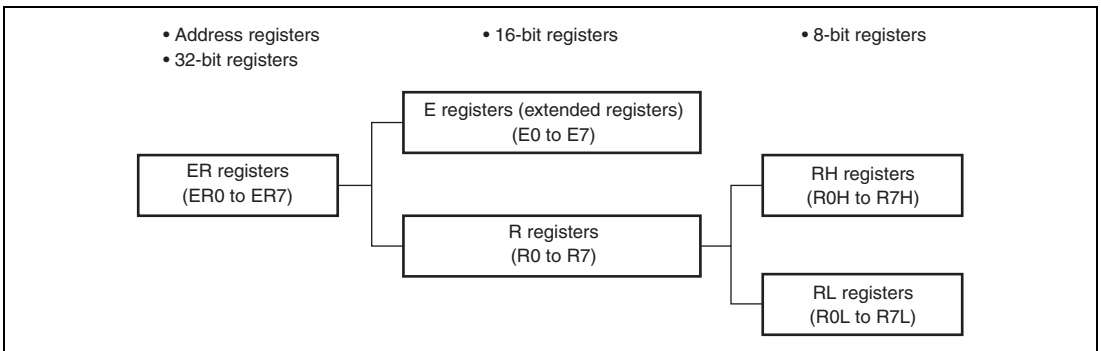 • Address registers
• 32-bit registers
• 16-bit registers
• 8-bit registers
E registers (extended registers)
(E0 to E7)
ER registers
(ER0 to ER7)
RH registers
(R0H to R7H)
R registers
(R0 to R7)
RL registers
(R0L to R7L)